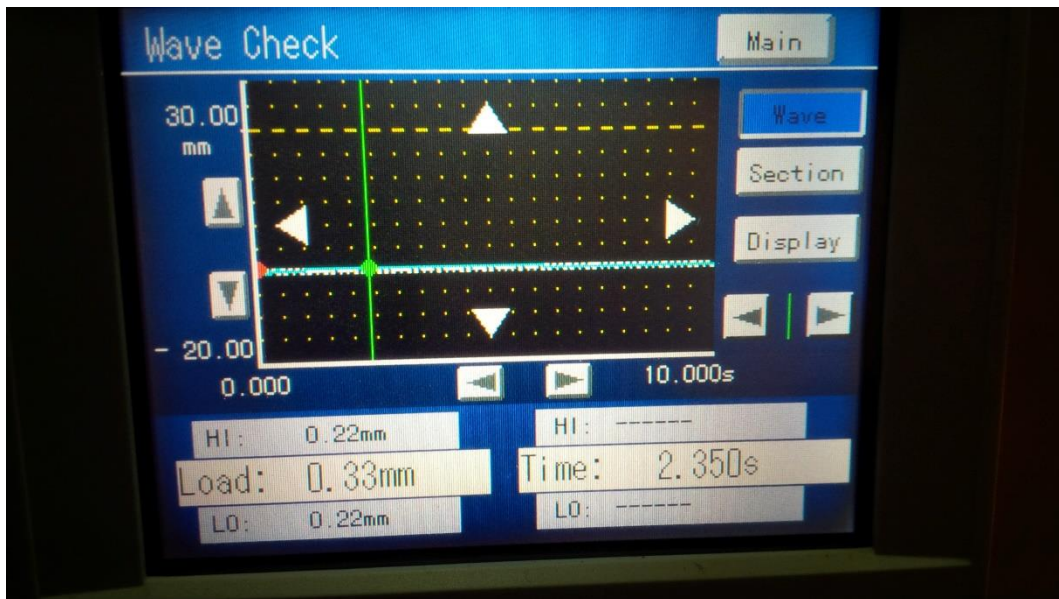 Wave Check
Main
30.00
mm
Wave
Section
Display
- 20.00
0.000
10.000s
HI: 0.22mm
HI: ------
Load: 0.33mm
Time: 2.350s
LO: 0.22mm
LO: ------